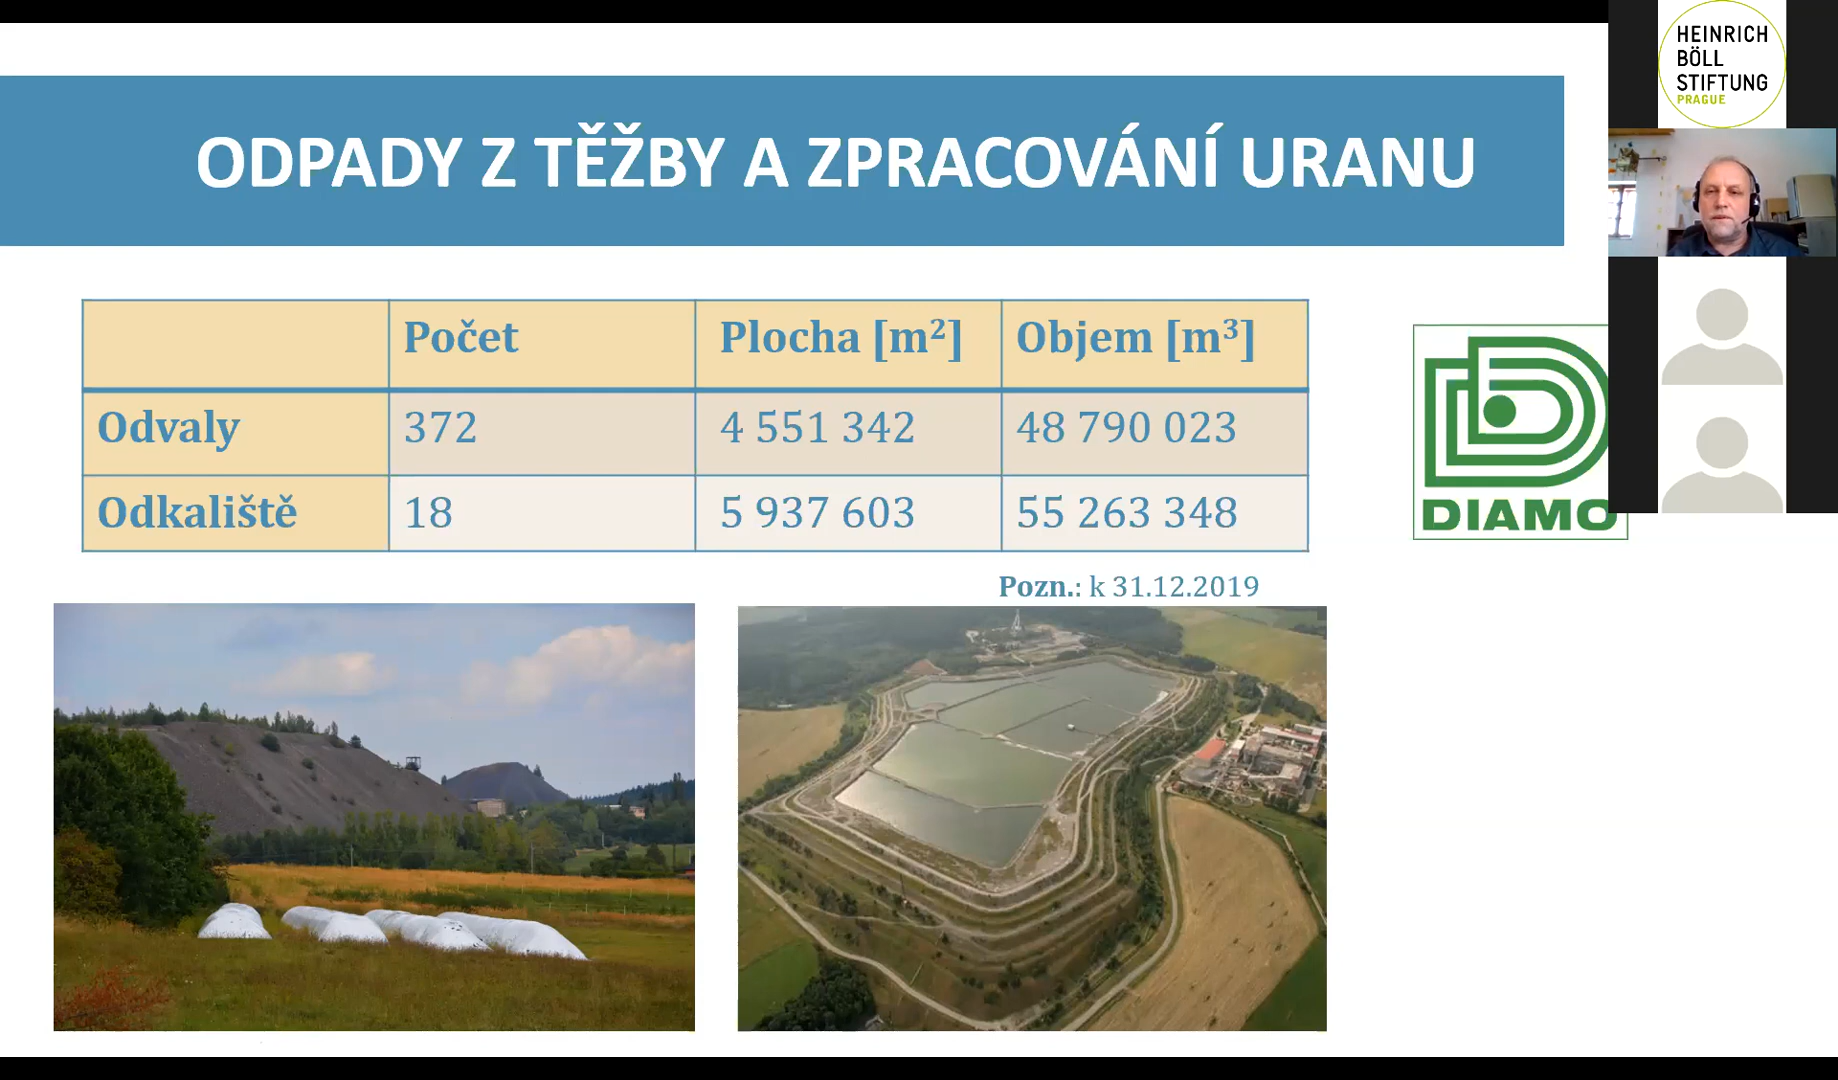 ODPADY Z TĚŽBY A ZPRACOVÁNÍ URANU
Počet Plocha [m²] Objem [m³]
Odvaly 372 4 551 342 48 790 023
Odkaliště 18 5 937 603 55 263 348
Pozn.: k 31.12.2019
DIAMO
HEINRICH
BÖLL
STIFTUNG
PRAGUE